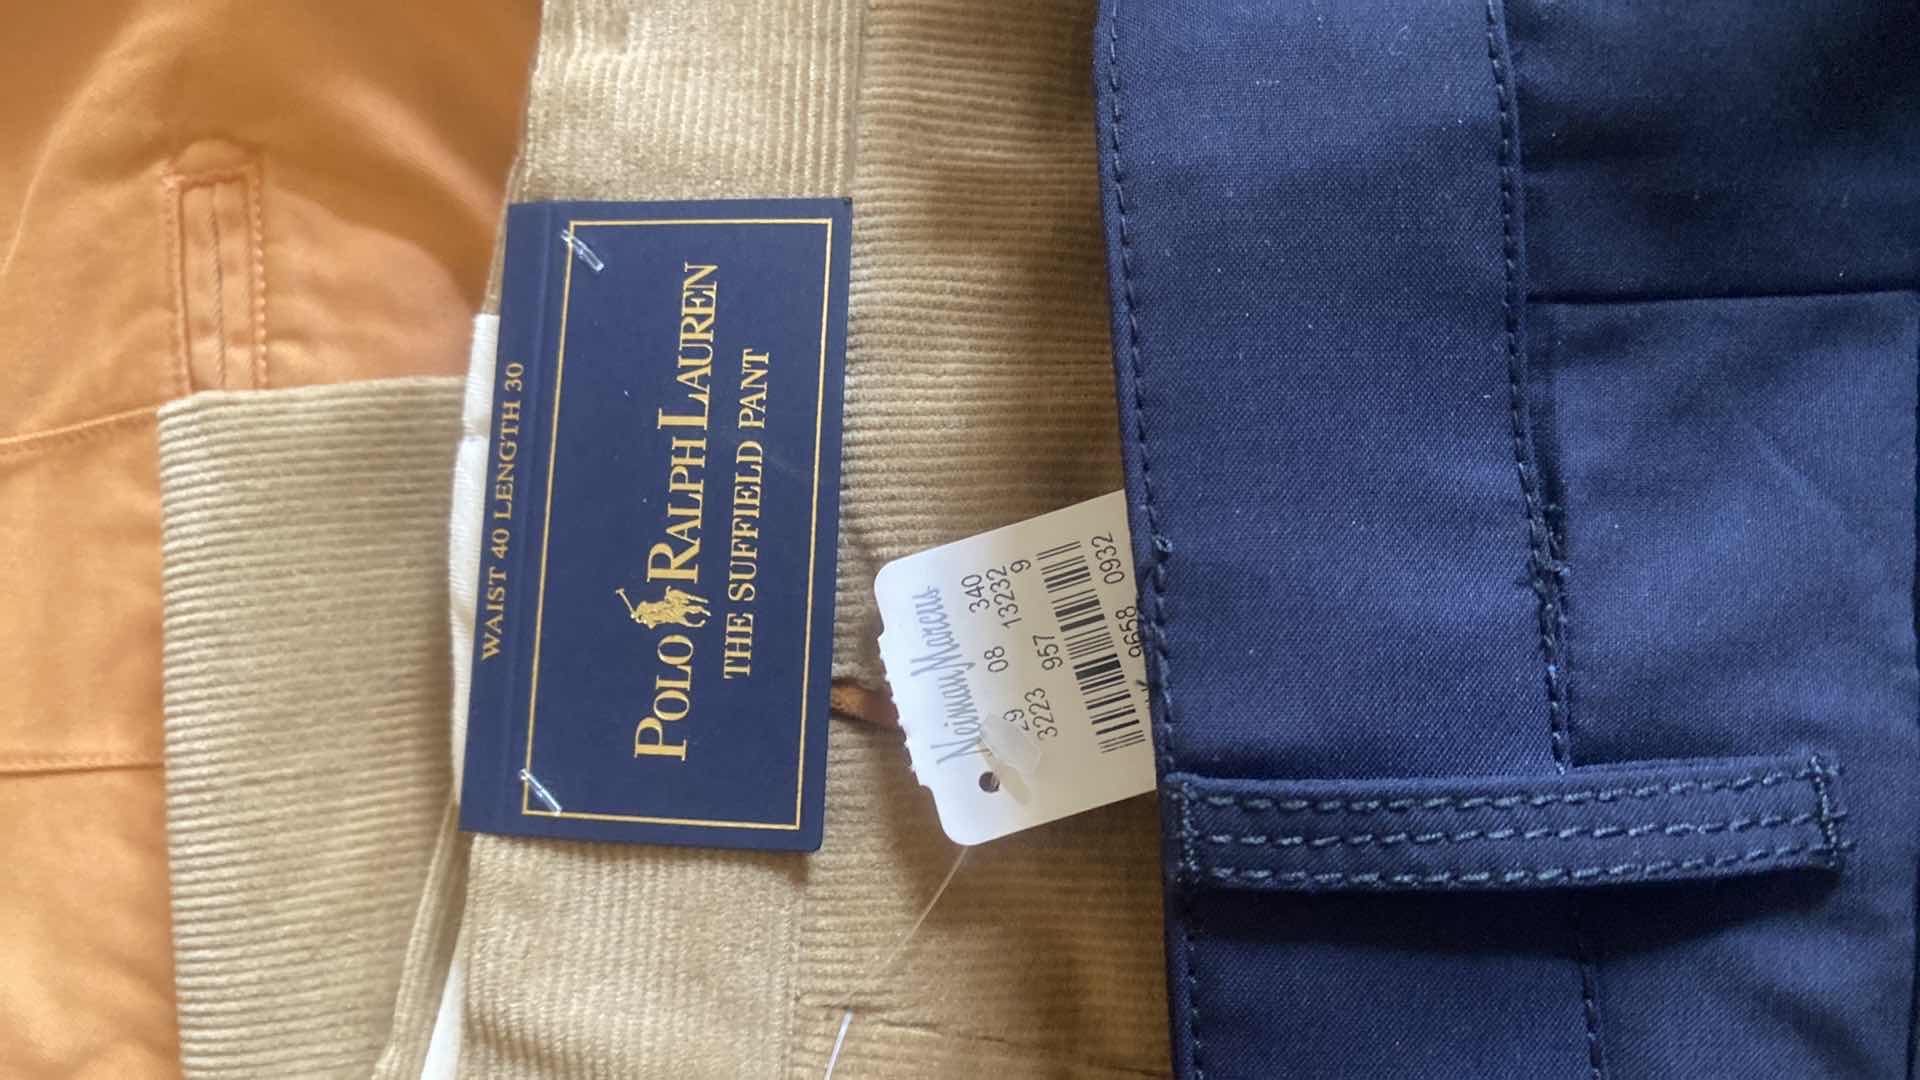 WAIST 40 LENGTH 30
POLO RALPH LAUREN
THE SUFFIELD PANT
Neiman Marcus
08 340
13232
3223 957 9
9658 0932